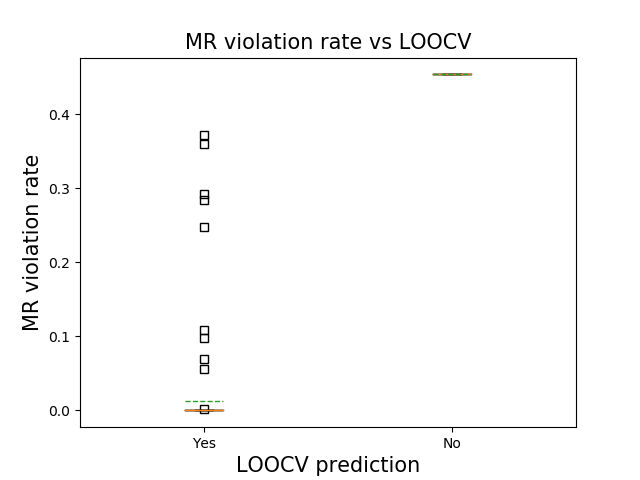 MR violation rate vs LOOCV
MR violation rate
0.4
0.3
0.2
0.1
0.0
Yes
No
LOOCV prediction